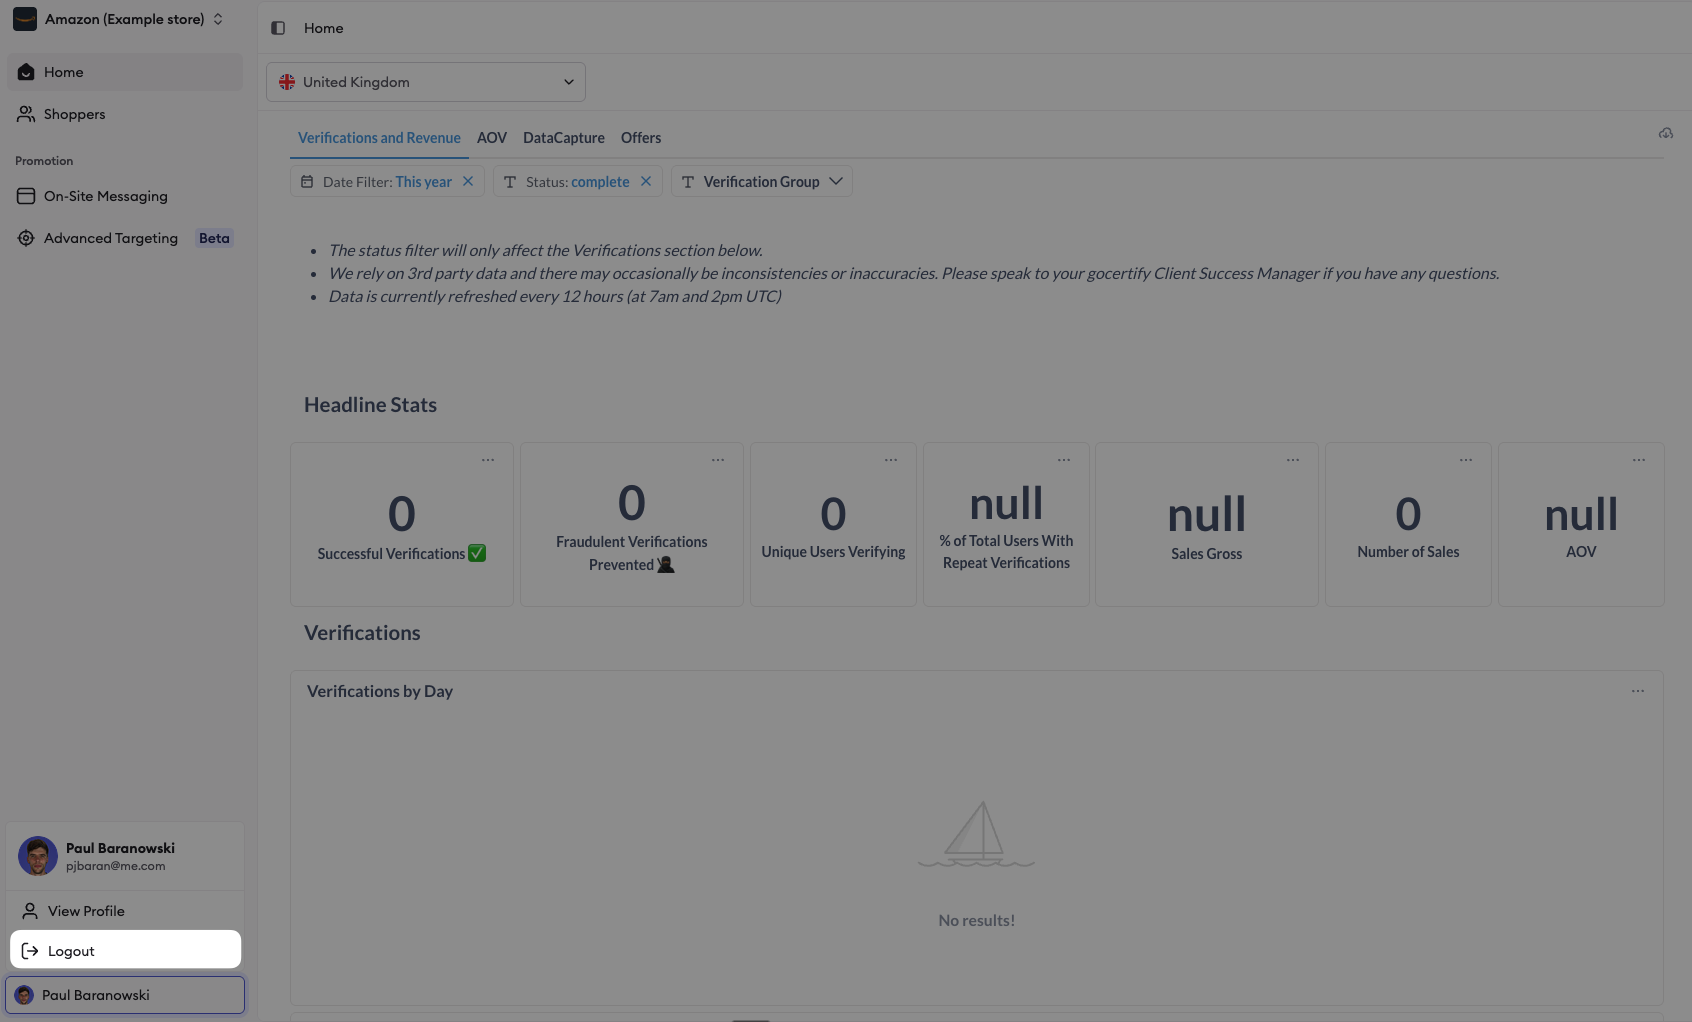 Amazon (Example store)
Home
Shoppers
Promotion
On-Site Messaging
Advanced Targeting Beta
Home
United Kingdom
Verifications and Revenue AOV DataCapture Offers
Date Filter: This year Status: complete Verification Group
The status filter will only affect the Verifications section below.
We rely on 3rd party data and there may occasionally be inconsistencies or inaccuracies. Please speak to your gocertify Client Success Manager if you have any questions.
Data is currently refreshed every 12 hours (at 7am and 2pm UTC)
Headline Stats
0
Successful Verifications ✅
0
Fraudulent Verifications
Prevented
0
Unique Users Verifying
null
% of Total Users With
Repeat Verifications
null
Sales Gross
0
Number of Sales
null
AOV
Verifications
Verifications by Day
No results!
Paul Baranowski
pjbaran@me.com
View Profile
Logout
Paul Baranowski